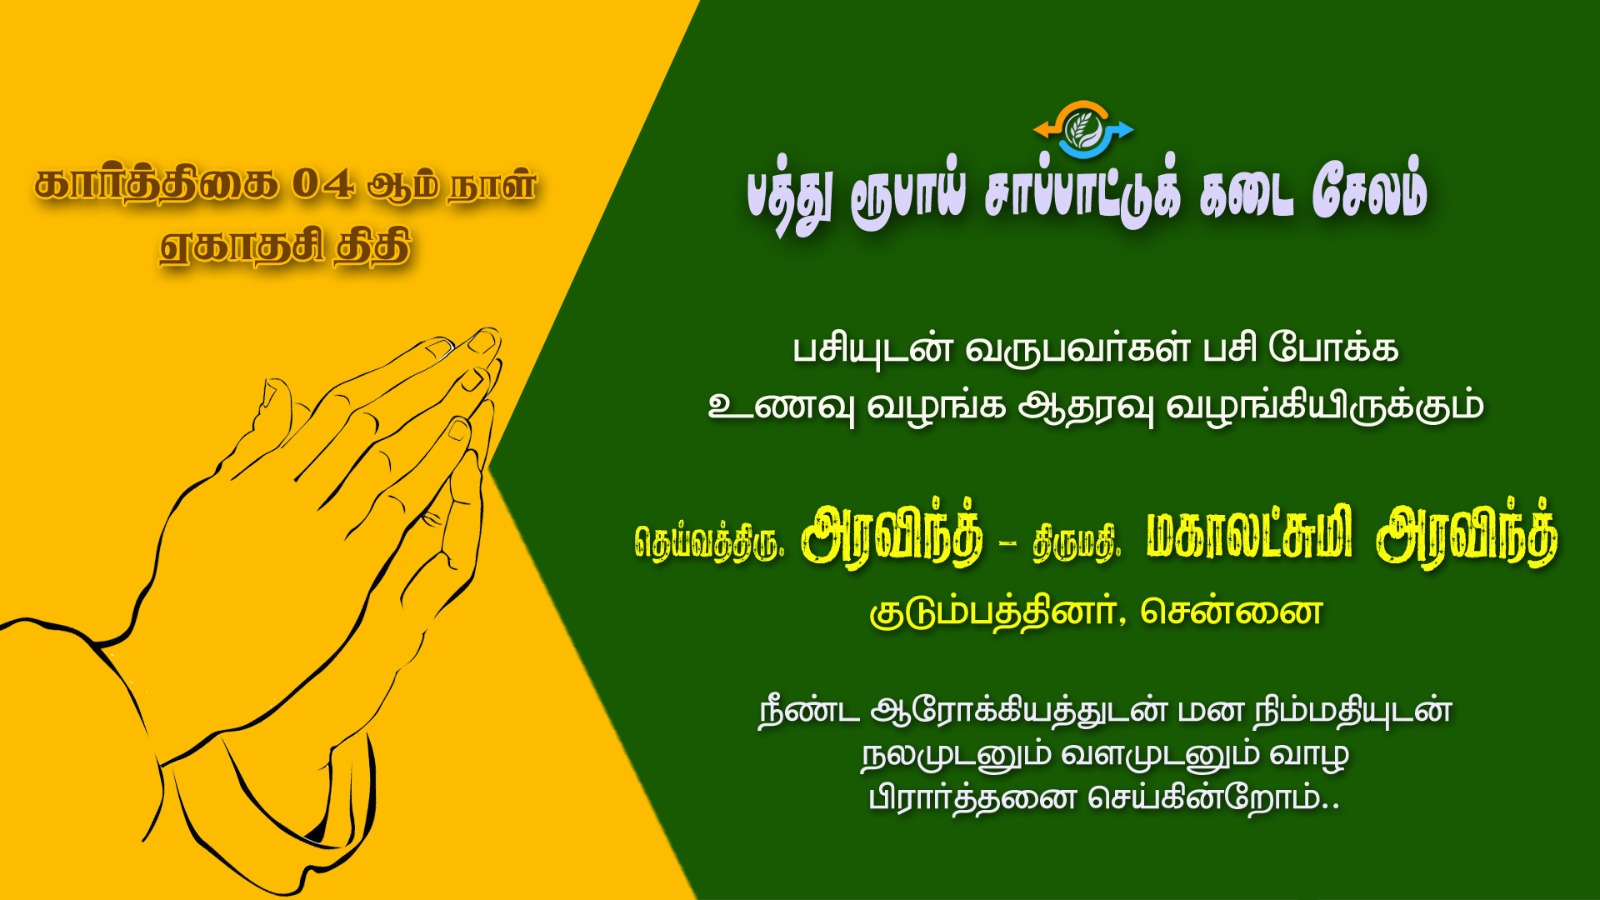 கார்த்திகை 04 ஆம் நாள்
ஏகாதசி திதி
பத்து ரூபாய் சாப்பாட்டுக் கடை சேலம்
பசியுடன் வருபவர்கள் பசி போக்க
உணவு வழங்க ஆதரவு வழங்கியிருக்கும்
தெய்வத்திரு. அரவிந்த் - திருமதி. மகாலட்சுமி அரவிந்த்
குடும்பத்தினர், சென்னை
நீண்ட ஆரோக்கியத்துடன் மன நிம்மதியுடன்
நலமுடனும் வளமுடனும் வாழ
பிரார்த்தனை செய்கின்றோம்..